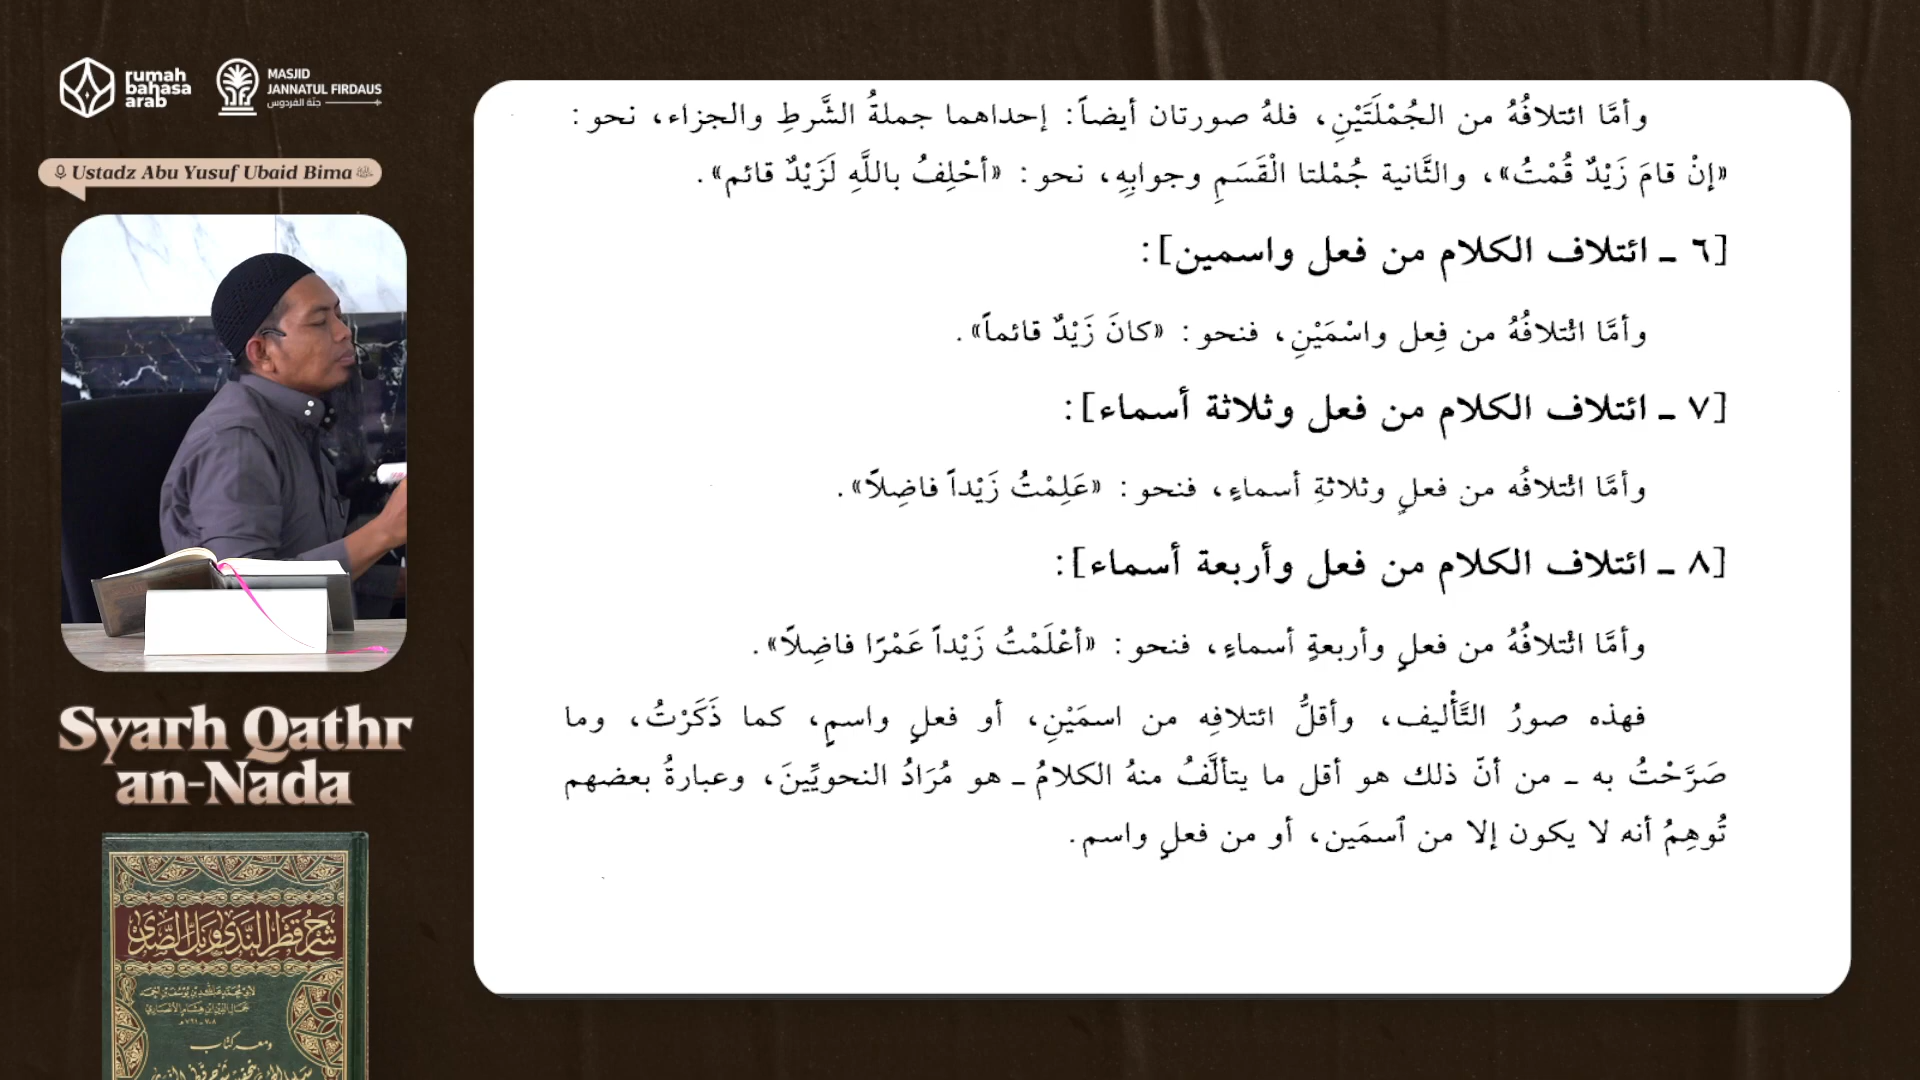 rumah
bahasa
arab
MASJID
JANNATUL FIRDAUS
جنّة الفردوس
Ustadz Abu Yusuf Ubaid Bima
وأمَّا ائتلافُهُ من الجُمْلَتَيْنِ، فلهُ صورتان أيضاً: إحداهما جملةُ الشَّرطِ والجزاء، نحو:
«إنْ قامَ زَيْدٌ قُمْتُ»، والثَّانية جُمْلتا الْقَسَمِ وجوابِهِ، نحو: «أحْلِفُ باللَّهِ لَزَيْدٌ قائم».
[٦ ـ ائتلاف الكلام من فعل واسمين]:
وأمَّا ائْتلافُهُ من فِعل واسْمَيْنِ، فنحو: «كانَ زَيْدٌ قائماً».
[٧ ـ ائتلاف الكلام من فعل وثلاثة أسماء]:
وأمَّا ائْتلافُه من فعلٍ وثلاثةِ أسماءٍ، فنحو: «عَلِمْتُ زَيْداً فاضِلاً».
[٨ ـ ائتلاف الكلام من فعل وأربعة أسماء]:
وأمَّا ائْتلافُهُ من فعلٍ وأربعةٍ أسماءٍ، فنحو: «أعْلَمْتُ زَيْداً عَمْرًا فاضِلًا».
فهذه صورُ التَّأْليف، وأقلُّ ائتلافِه من اسمَيْنِ، أو فعلٍ واسمٍ، كما ذَكَرْتُ، وما
صَرَّحْتُ به ـ من أنّ ذلك هو أقل ما يتألَّفُ منهُ الكلامُ ـ هو مُرَادُ النحويِّينَ، وعبارةُ بعضهم
تُوهِمُ أنه لا يكون إلا من ٱسمَين، أو من فعلٍ واسم.
Syarh Qathr
an-Nada
شرح قطر الندى وبل الصدى
ومعه كتاب